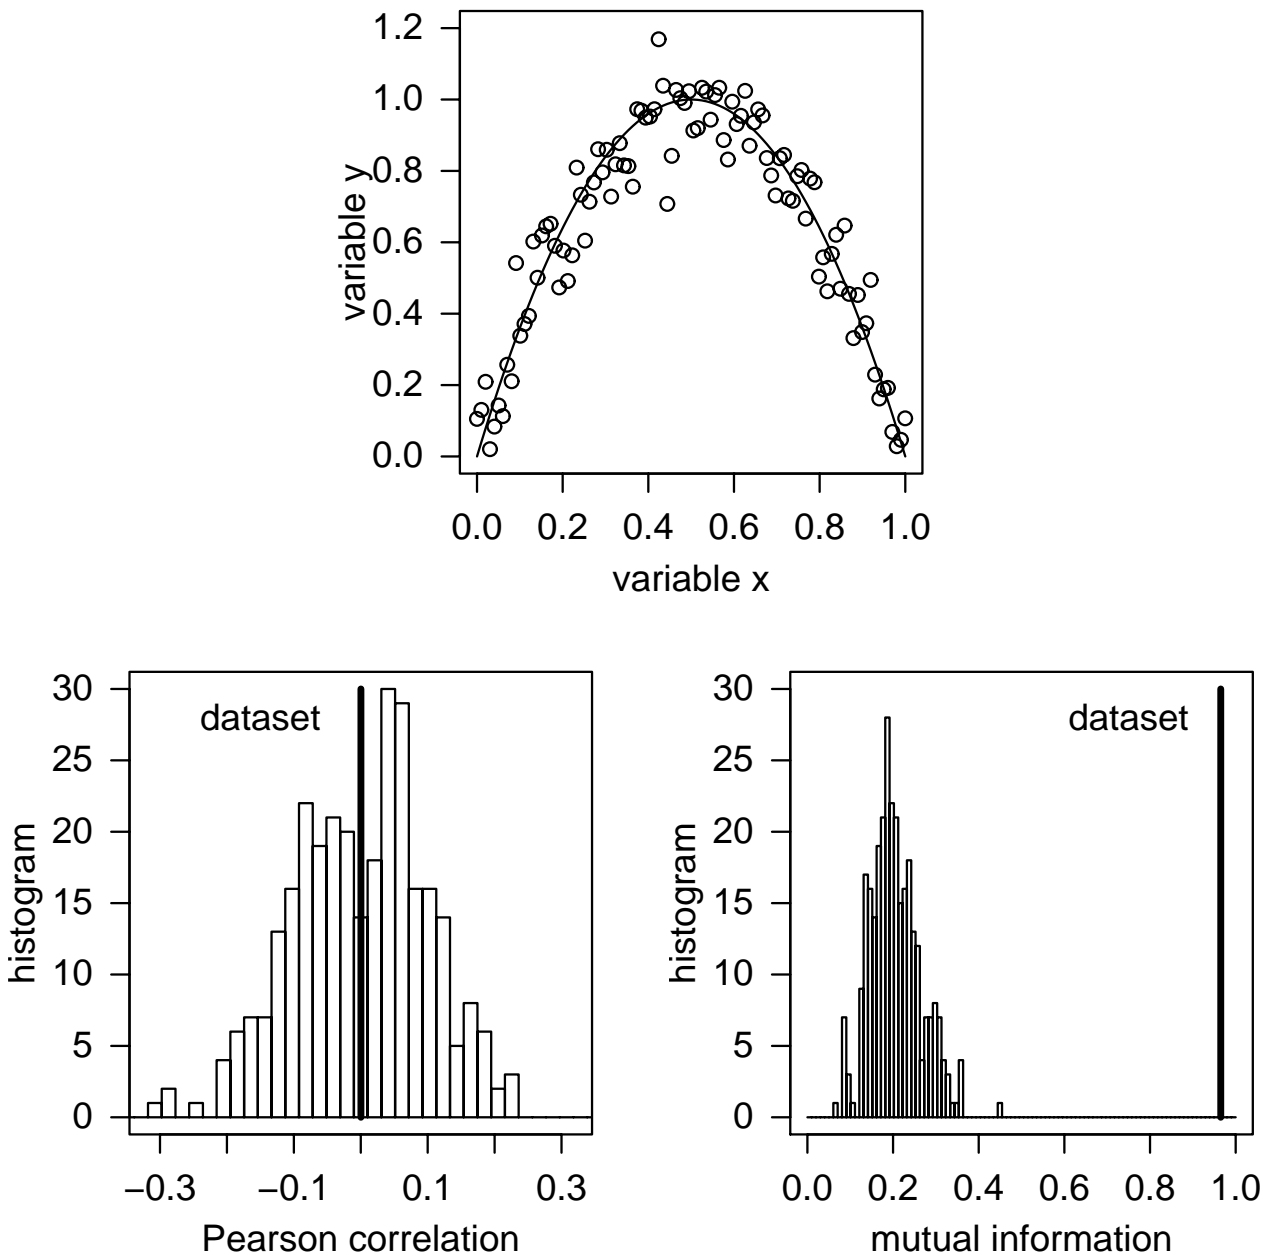 1.2
1.0
0.8
0.6
0.4
0.2
0.0
variable y
0.0 0.2 0.4 0.6 0.8 1.0
variable x
30
25
20
15
10
5
0
histogram
dataset
−0.3 −0.1 0.1 0.3
Pearson correlation
30
25
20
15
10
5
0
histogram
dataset
0.0 0.2 0.4 0.6 0.8 1.0
mutual information